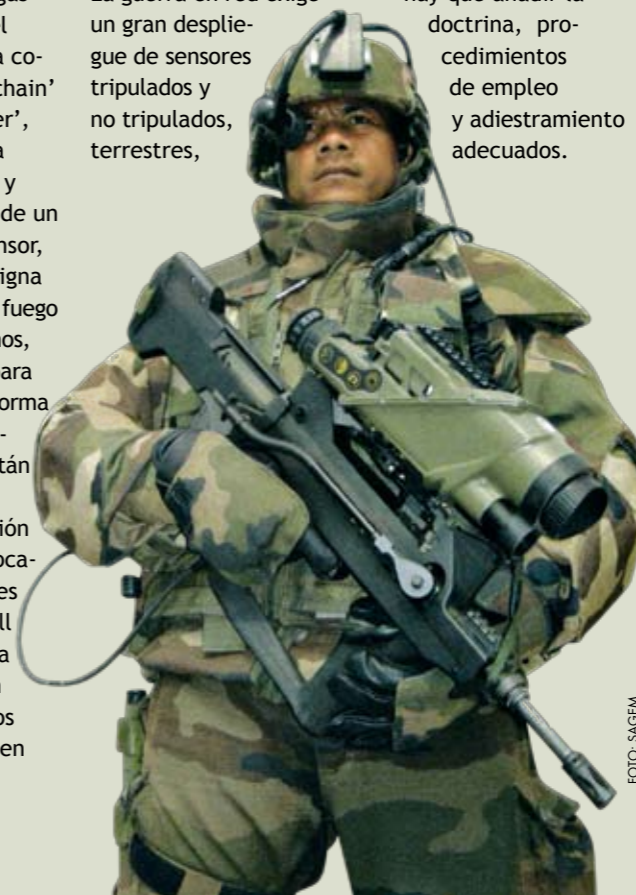 el
a co-
chain’
er’,
a
y
de un
nsor,
igna
fuego
nos,
para
orma
-
tán
ión
oca-
es
ll
a
os
en
La guerra en red exige
un gran desplie-
gue de sensores
tripulados y
no tripulados,
terrestres,
hay que añadir la
doctrina, pro-
cedimientos
de empleo
y adiestramiento
adecuados.
FOTO: SAGEM